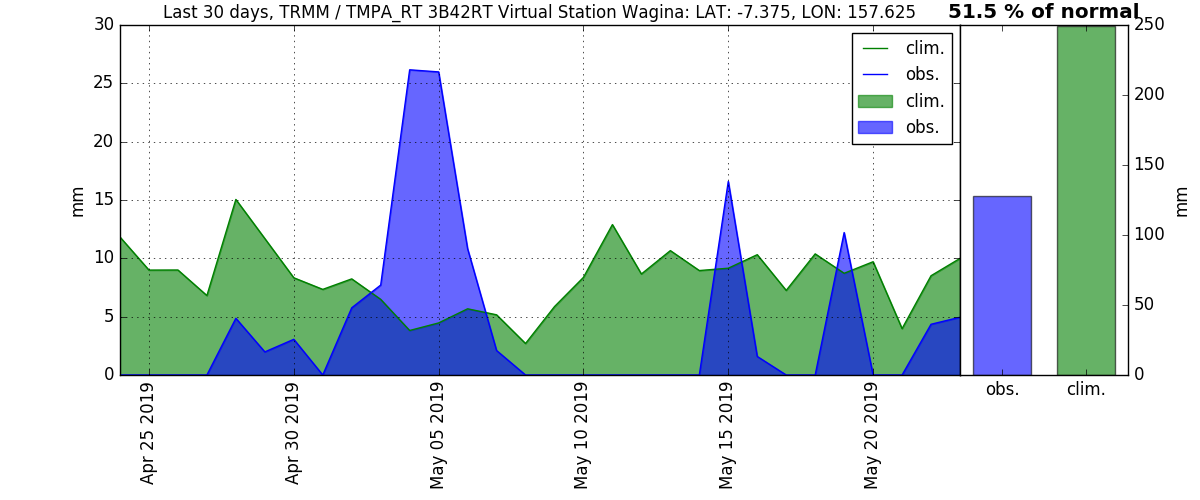 Last 30 days, TRMM / TMPA_RT 3B42RT Virtual Station Wagina: LAT: -7.375, LON: 157.625
51.5 % of normal
30
25
20
15
10
5
0
mm
clim.
obs.
clim.
obs.
250
200
150
100
50
0
mm
Apr 25 2019
Apr 30 2019
May 05 2019
May 10 2019
May 15 2019
May 20 2019
obs.
clim.